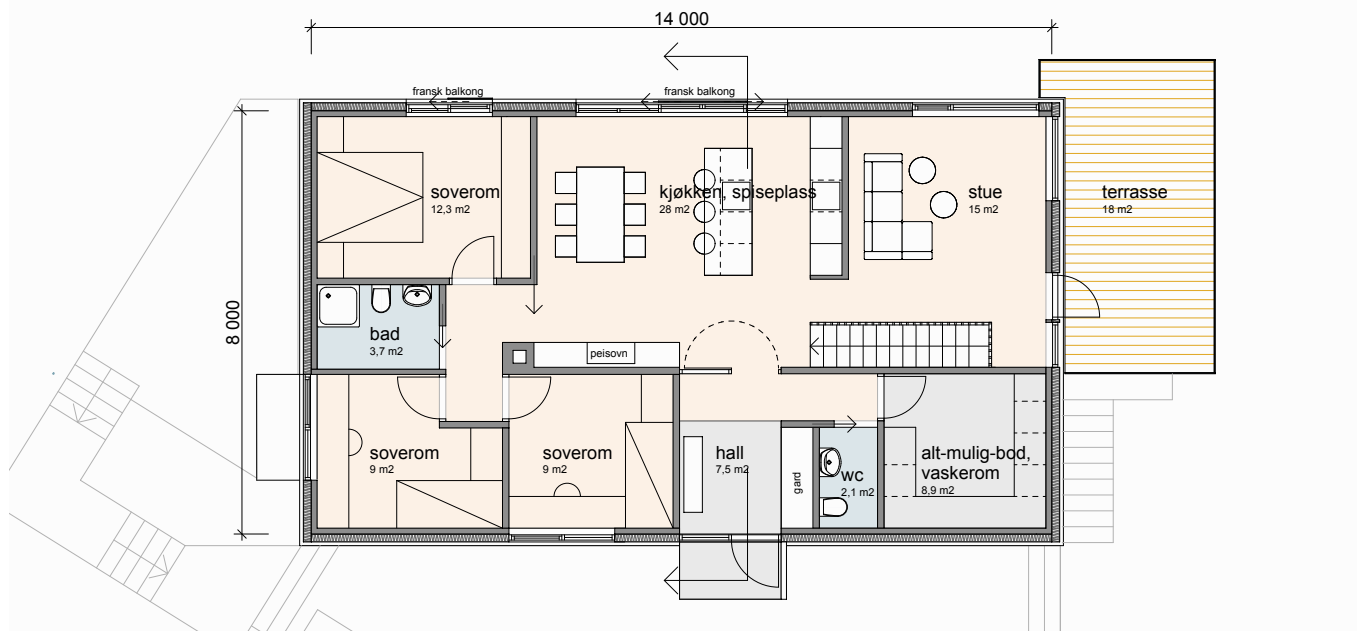 14 000
fransk balkong
fransk balkong
soverom
12,3 m2
kjøkken, spiseplass
28 m2
stue
15 m2
terrasse
18 m2
8 000
bad
3,7 m2
peisovn
soverom
9 m2
soverom
9 m2
hall
7,5 m2
gard
wc
2,1 m2
alt-mulig-bod,
vaskerom
8,9 m2